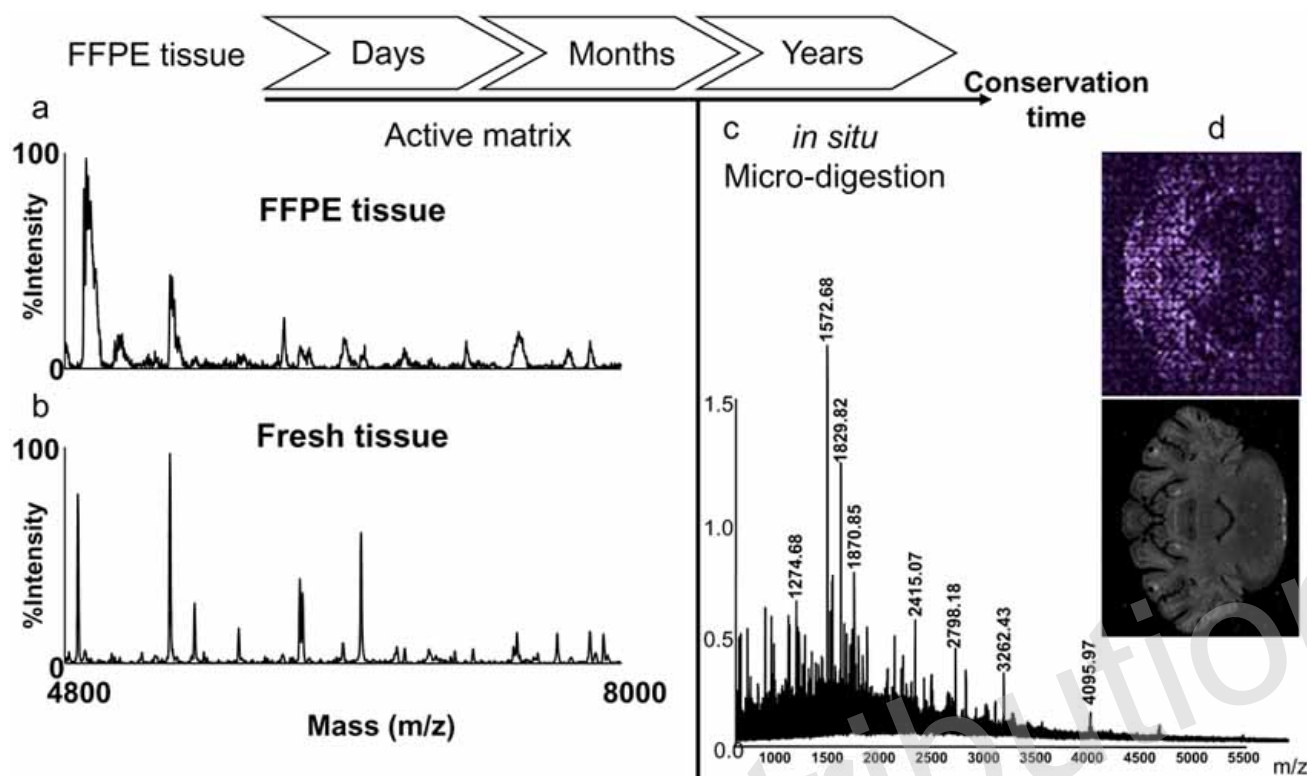 FFPE tissue
Days
Months
Years
Conservation
time
a
Active matrix
100
FFPE tissue
%Intensity
0
b
100
Fresh tissue
%Intensity
0
4800
8000
Mass (m/z)
c
in situ
Micro-digestion
1.5
1.0
0.5
0.0
1274.68
1572.68
1829.82
1870.85
2415.07
2798.18
3262.43
4095.97
1000 1500 2000 2500 3000 3500 4000 4500 5000 5500
m/z
d